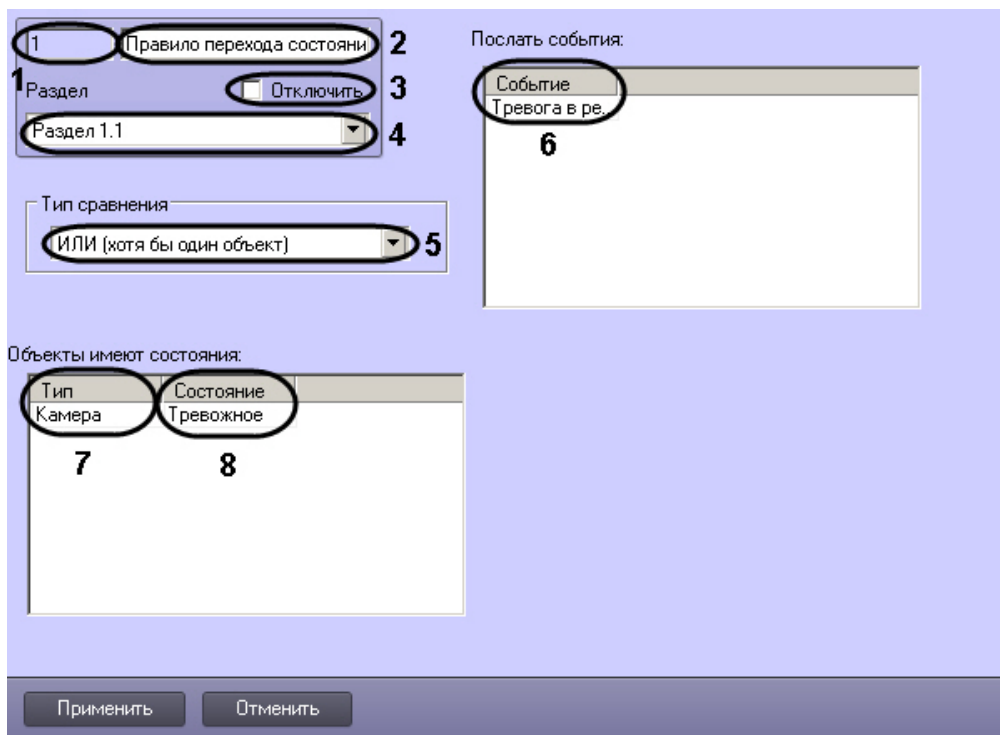 1 Правило перехода состояни 2
1 Раздел Отключить 3
Раздел 1.1 4
Тип сравнения
ИЛИ (хотя бы один объект) 5
Послать события:
Событие
Тревога в ре...
6
Объекты имеют состояния:
Тип Состояние
Камера Тревожное
7 8
Применить Отменить